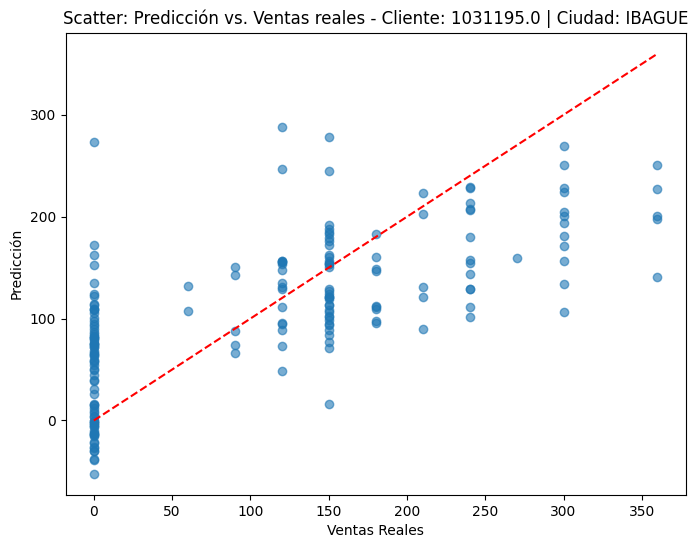 Scatter: Predicción vs. Ventas reales - Cliente: 1031195.0 | Ciudad: IBAGUE
300
200
100
0
Predicción
0 50 100 150 200 250 300 350
Ventas Reales